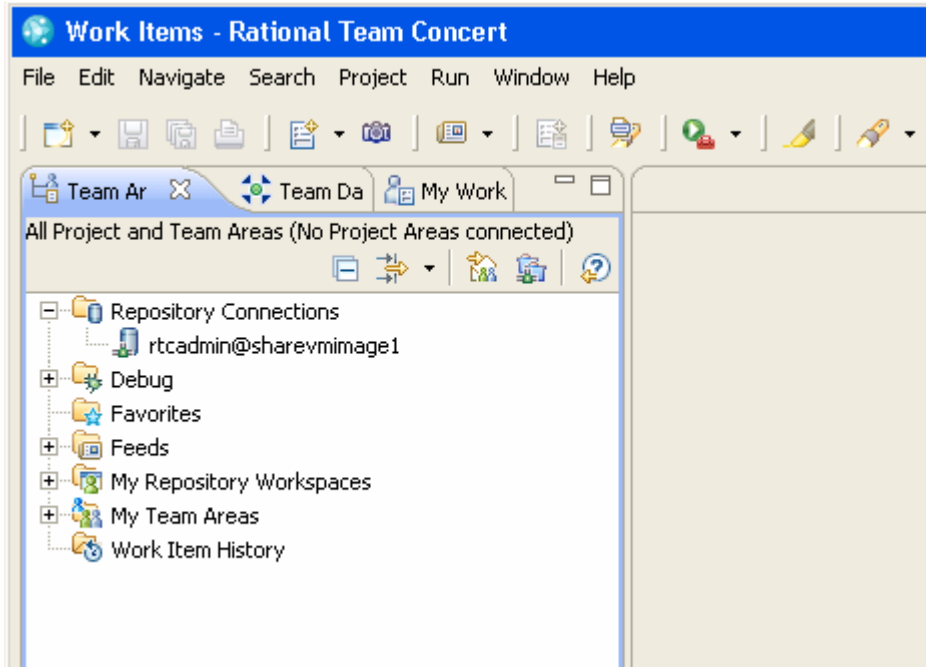 Work Items - Rational Team Concert
File Edit Navigate Search Project Run Window Help
Team Ar Team Da My Work
All Project and Team Areas (No Project Areas connected)
Repository Connections
rtcadmin@sharevmimage1
Debug
Favorites
Feeds
My Repository Workspaces
My Team Areas
Work Item History